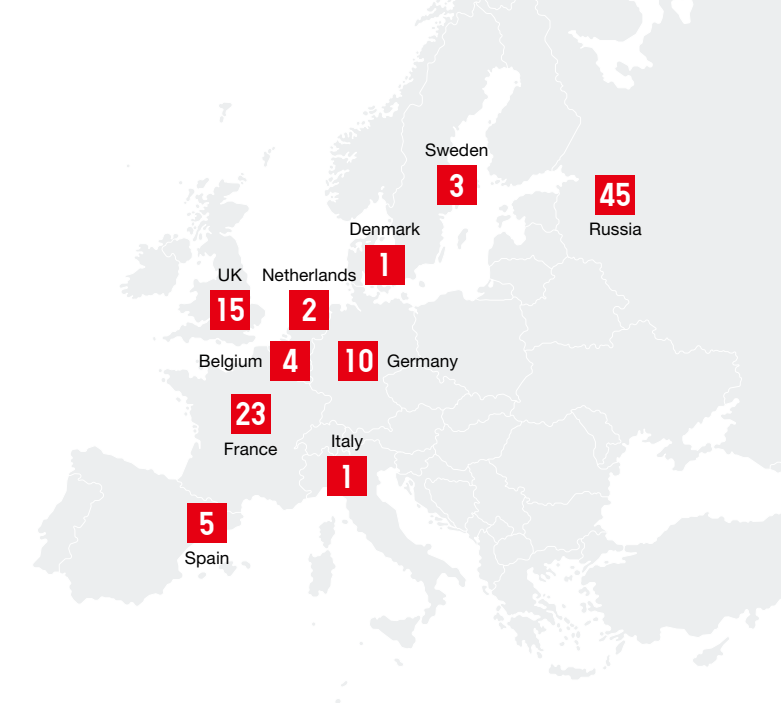 Sweden
3
45
Russia
Denmark
1
UK
15
Netherlands
2
Belgium
4
10
Germany
23
France
Italy
1
5
Spain